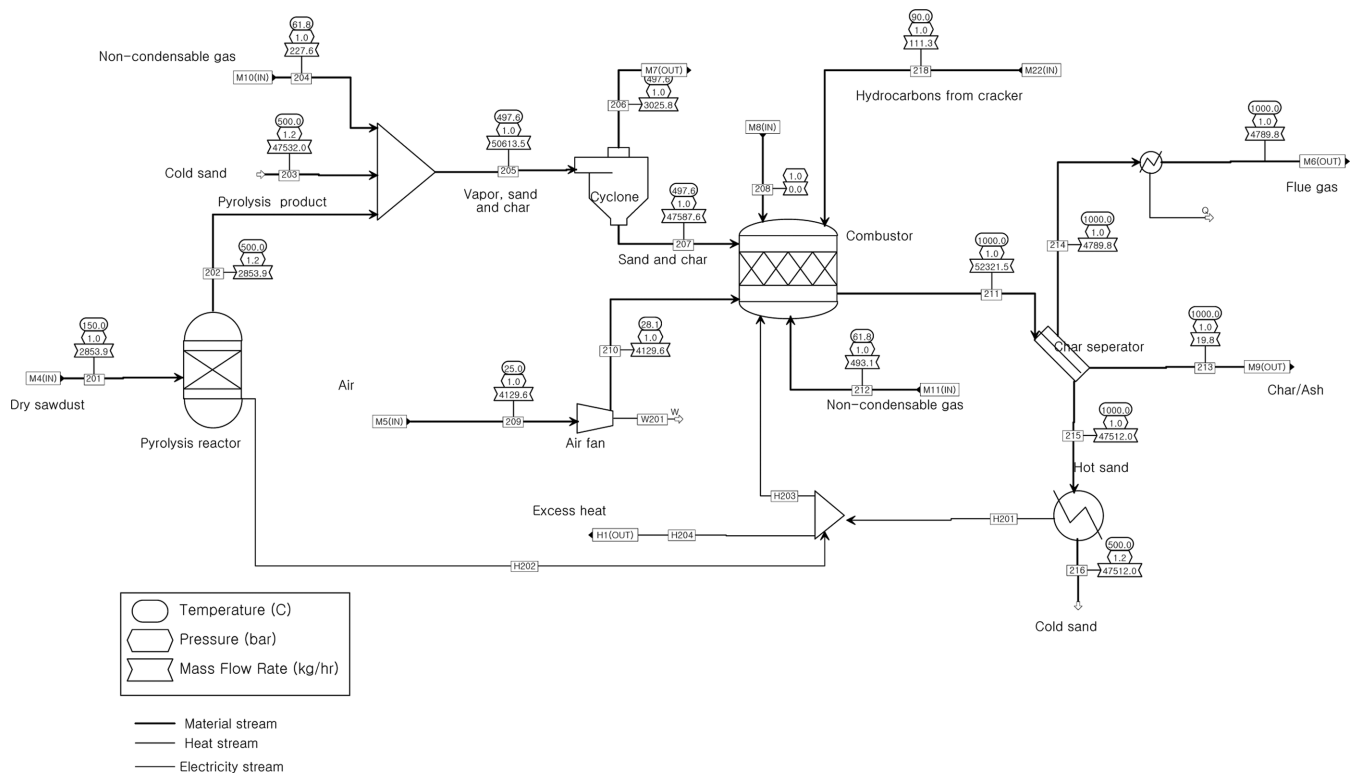 61.8
1.0
227.6
Non-condensable gas
M10(IN)
204
500.0
1.2
47532.0
Cold sand
203
Pyrolysis product
500.0
1.2
2853.9
202
150.0
1.0
2853.9
M4(IN)
201
Dry sawdust
Pyrolysis reactor
497.6
1.0
50613.5
205
Vapor, sand
and char
M7(OUT)
497.6
1.0
3025.8
206
Cyclone
497.6
1.0
47587.6
207
Sand and char
M8(IN)
208
1.0
0.0
90.0
1.0
111.3
218
M22(IN)
Hydrocarbons from cracker
Combustor
1000.0
1.0
52321.5
211
1000.0
1.0
4789.8
214
Q
1000.0
1.0
4789.8
M6(OUT)
Flue gas
Char seperator
1000.0
1.0
19.8
213
M9(OUT)
Char/Ash
28.1
1.0
4129.6
210
Air
25.0
1.0
4129.6
M5(IN)
209
Air fan
W201
W
61.8
1.0
493.1
212
M11(IN)
Non-condensable gas
1000.0
1.0
47512.0
215
Hot sand
H203
Excess heat
H1(OUT)
H204
H201
H202
500.0
1.2
47512.0
216
Cold sand
Temperature (C)
Pressure (bar)
Mass Flow Rate (kg/hr)
Material stream
Heat stream
Electricity stream